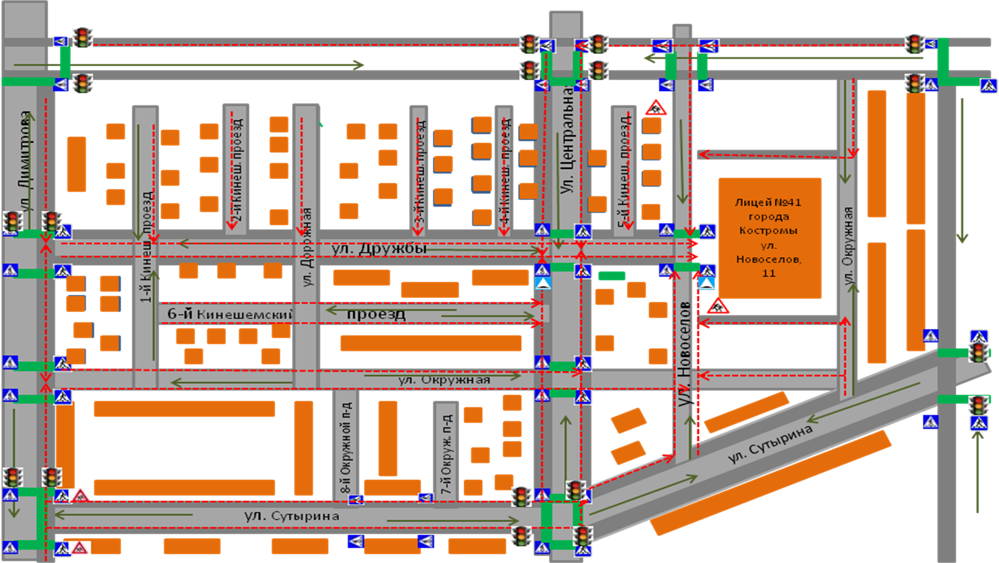 ул. Димитрова
1-й Кинеш. проезд
2-й Кинеш. проезд
ул. Дорожная
3-й Кинеш. проезд
4-й Кинеш. проезд
Ул. Центральна
5-й Кинеш. проезд
Лицей №41
города
Костромы
ул.
Новоселов,
11
ул. Окружная
ул. Дружбы
6-й Кинешемский проезд
ул. Новоселов
ул. Окружная
8-й Окружной п-д
7-й Окруж. п-д
ул. Сутырина
ул. Сутырина